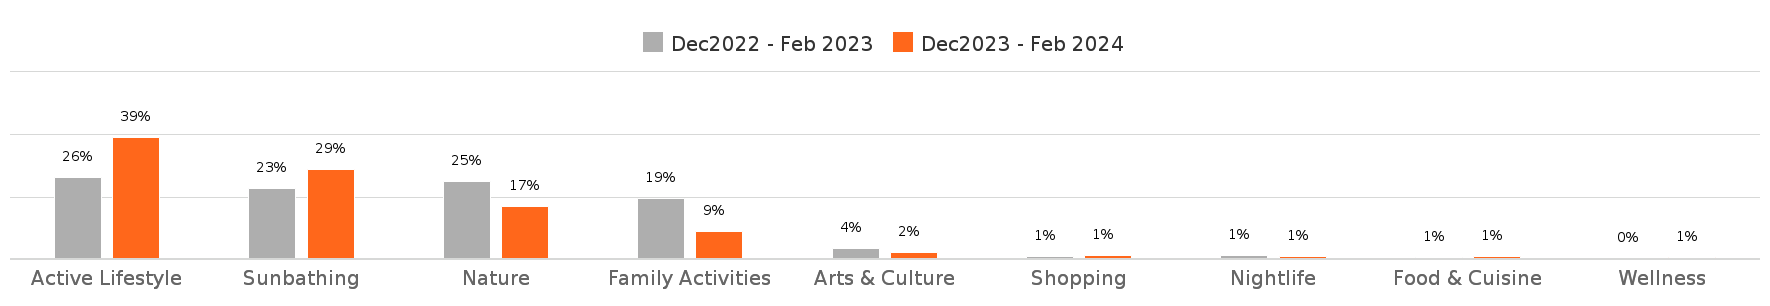 Dec2022 - Feb 2023 Dec2023 - Feb 2024
39%
26% 23% 29% 25% 17% 19% 9% 4% 2% 1% 1% 1% 1% 1% 1% 0% 1%
Active Lifestyle Sunbathing Nature Family Activities Arts & Culture Shopping Nightlife Food & Cuisine Wellness